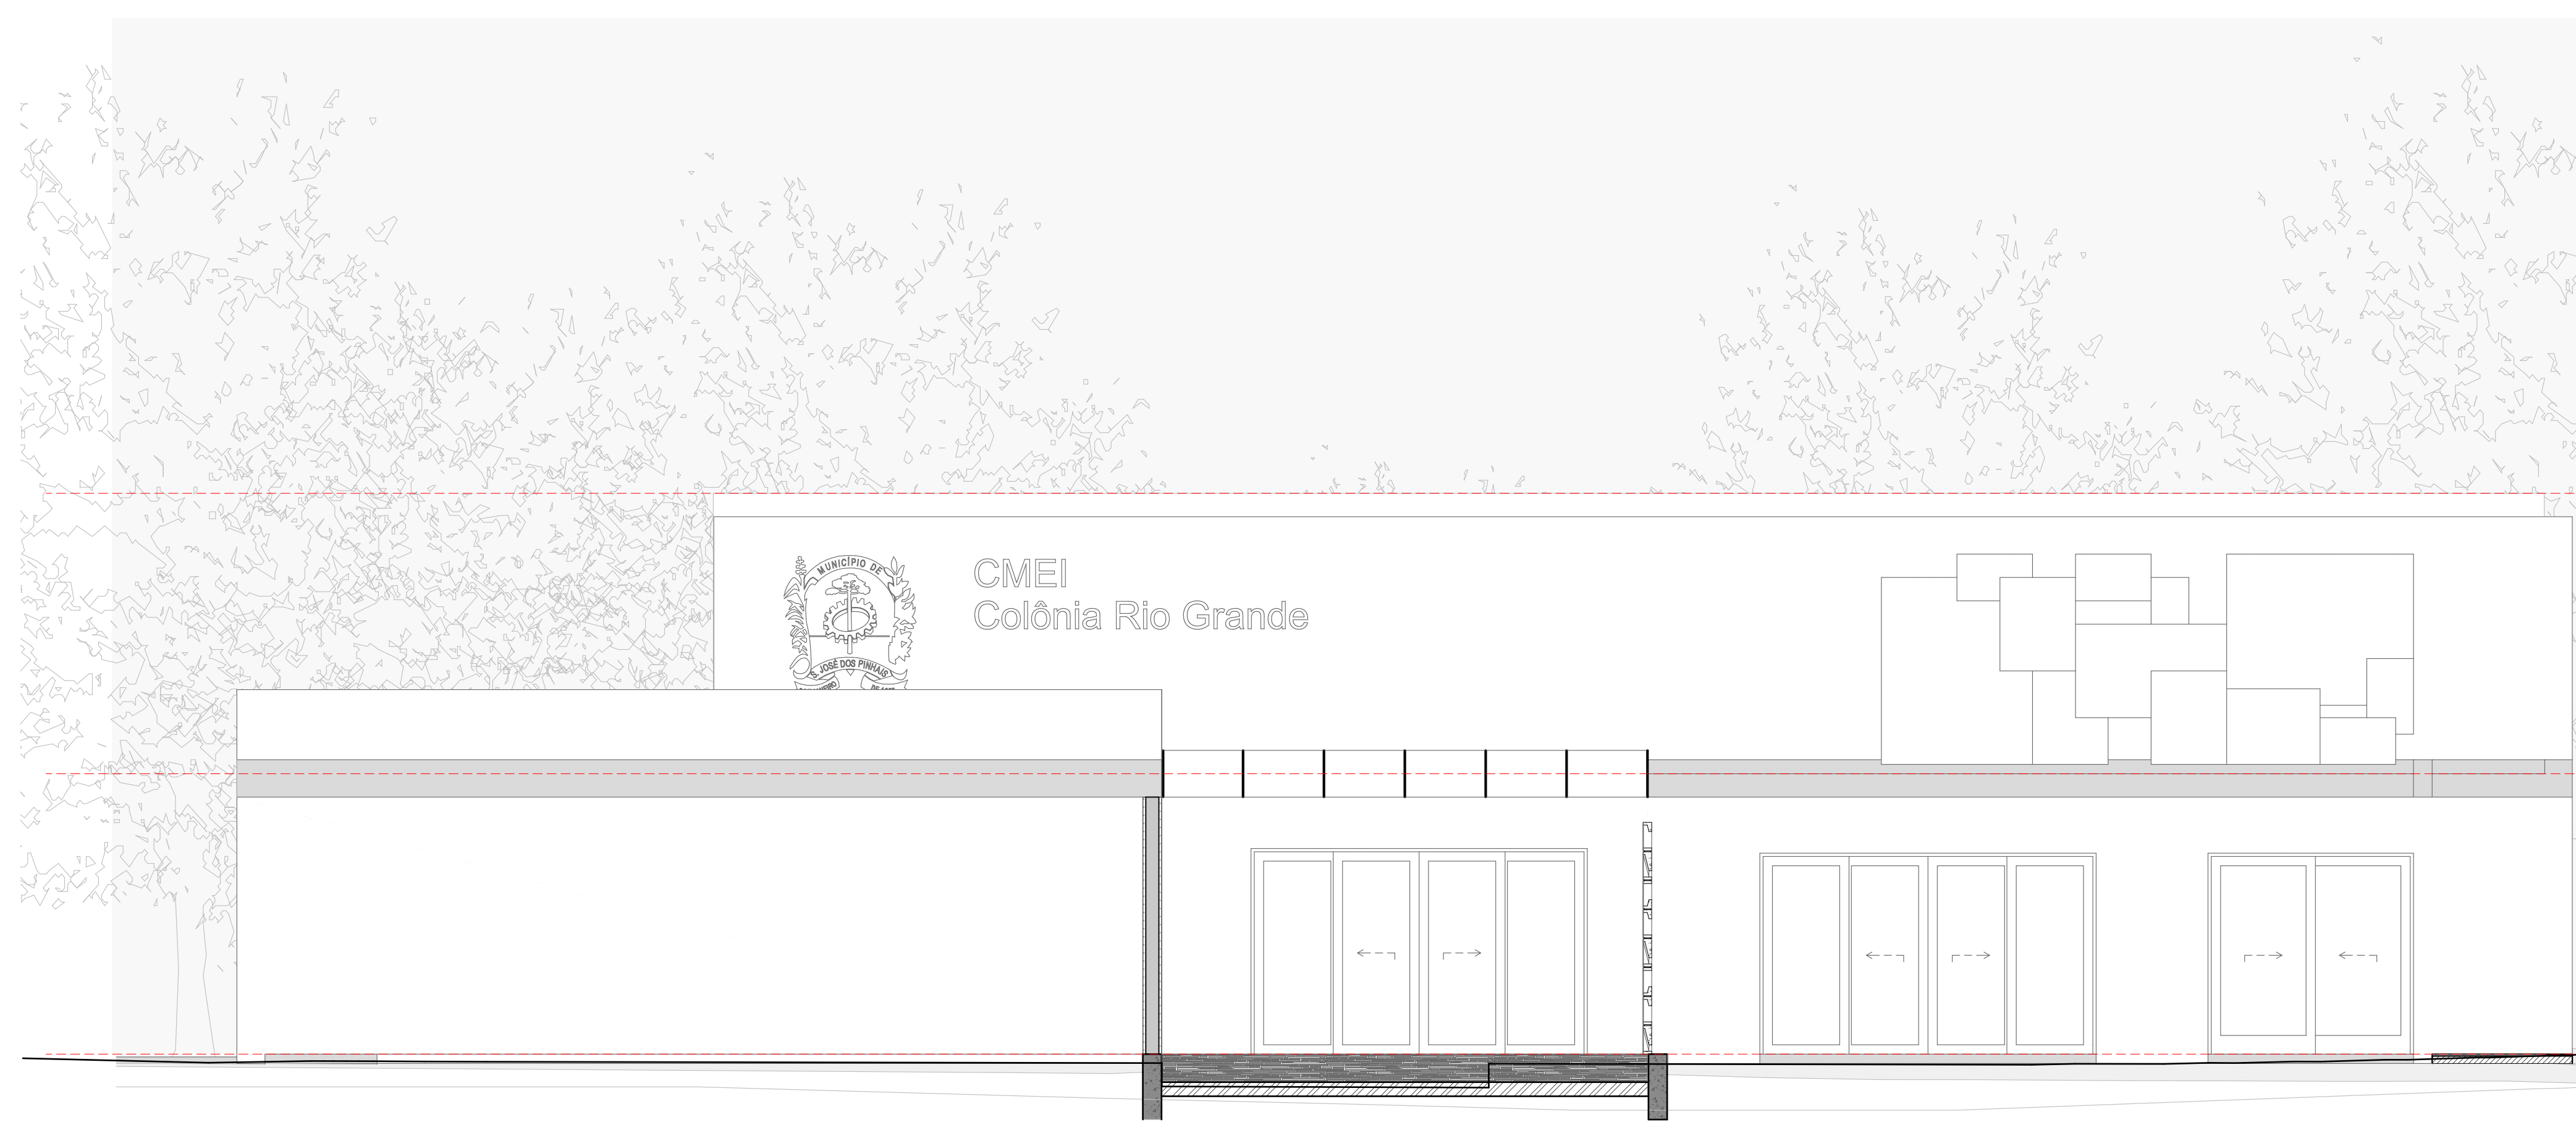 MUNICÍPIO DE
CMEI
Colônia Rio Grande
S. JOSÉ DOS PINHAIS